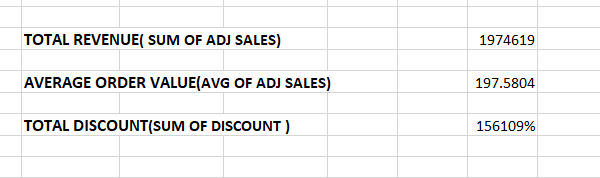 TOTAL REVENUE( SUM OF ADJ SALES) 1974619
AVERAGE ORDER VALUE(AVG OF ADJ SALES) 197.5804
TOTAL DISCOUNT(SUM OF DISCOUNT ) 156109%